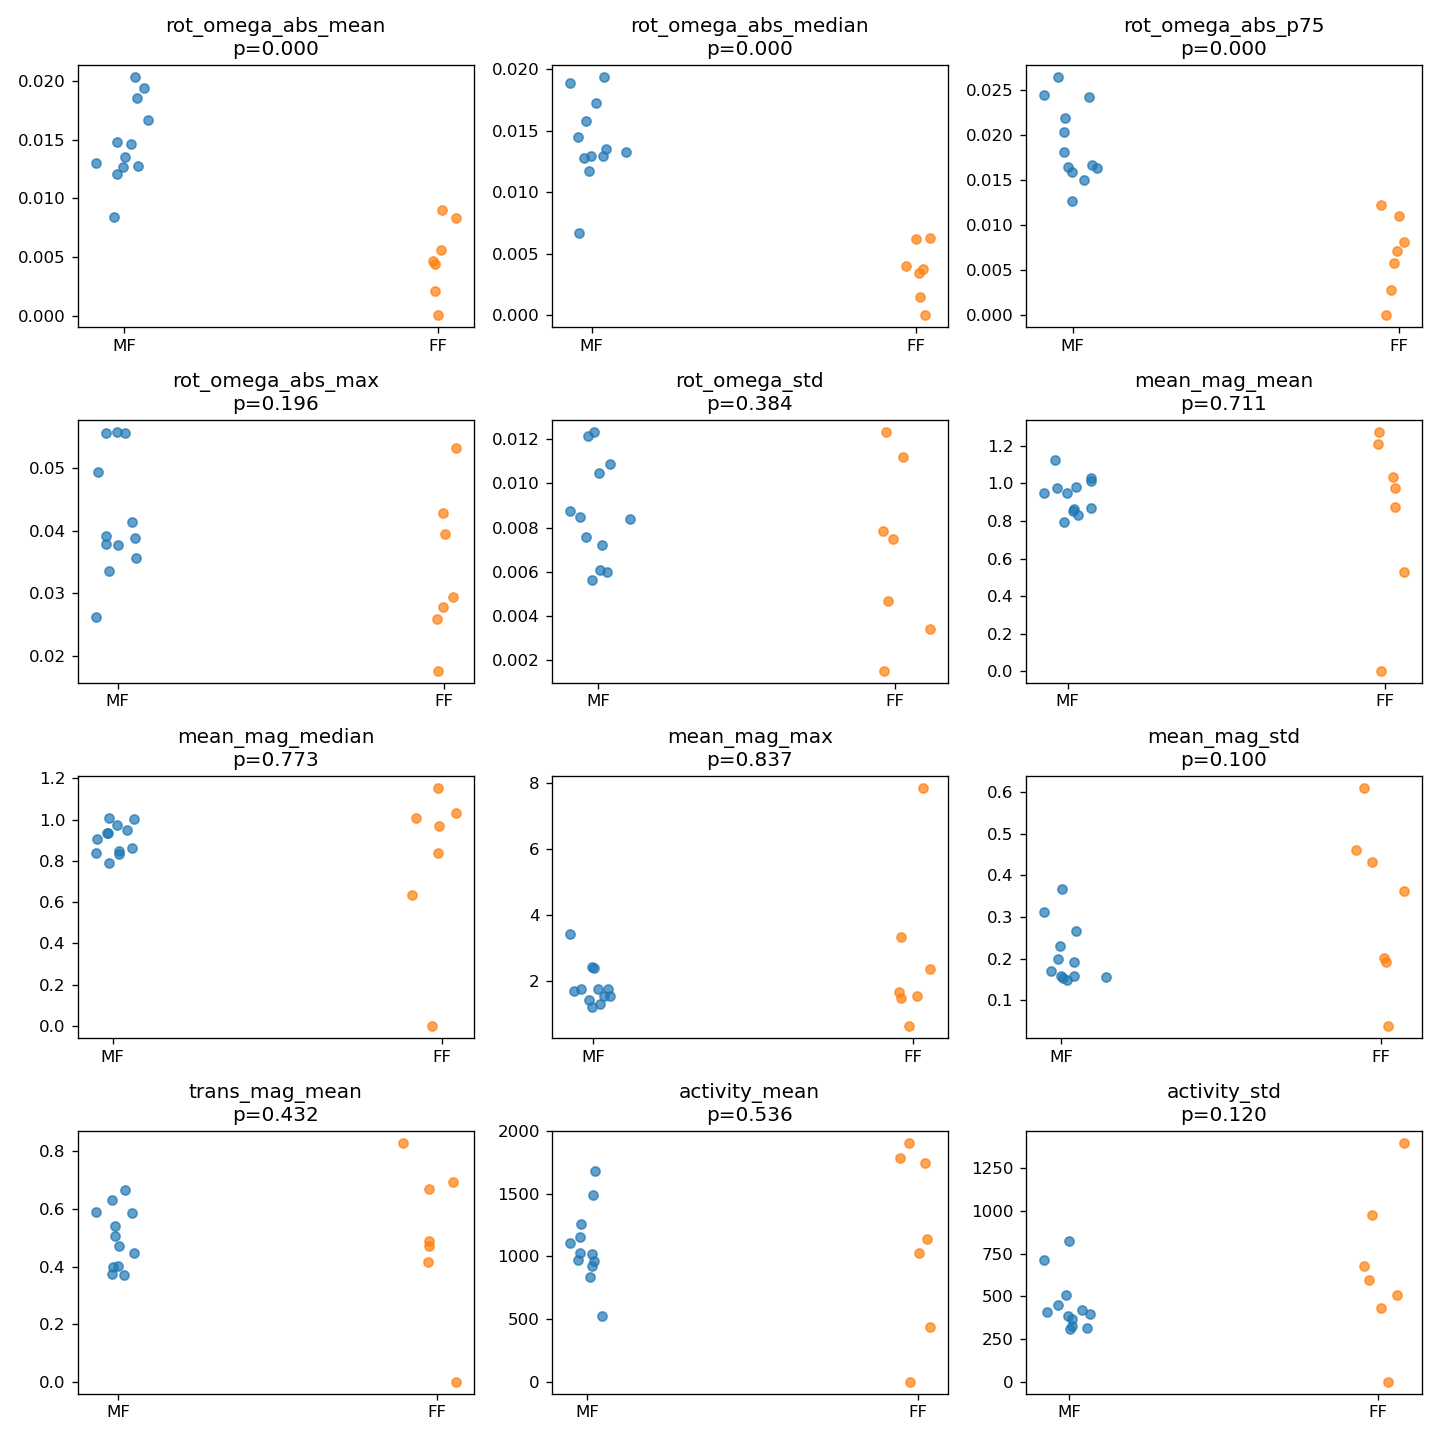 rot_omega_abs_mean
p=0.000
rot_omega_abs_median
p=0.000
rot_omega_abs_p75
p=0.000
0.020
0.015
0.010
0.005
0.000
MF
FF
0.020
0.015
0.010
0.005
0.000
MF
FF
0.025
0.020
0.015
0.010
0.005
0.000
MF
FF
rot_omega_abs_max
p=0.196
rot_omega_std
p=0.384
mean_mag_mean
p=0.711
0.05
0.04
0.03
0.02
MF
FF
0.012
0.010
0.008
0.006
0.004
0.002
MF
FF
1.2
1.0
0.8
0.6
0.4
0.2
0.0
MF
FF
mean_mag_median
p=0.773
mean_mag_max
p=0.837
mean_mag_std
p=0.100
1.2
1.0
0.8
0.6
0.4
0.2
0.0
MF
FF
8
6
4
2
MF
FF
0.6
0.5
0.4
0.3
0.2
0.1
MF
FF
trans_mag_mean
p=0.432
activity_mean
p=0.536
activity_std
p=0.120
0.8
0.6
0.4
0.2
0.0
MF
FF
2000
1500
1000
500
0
MF
FF
1250
1000
750
500
250
0
MF
FF